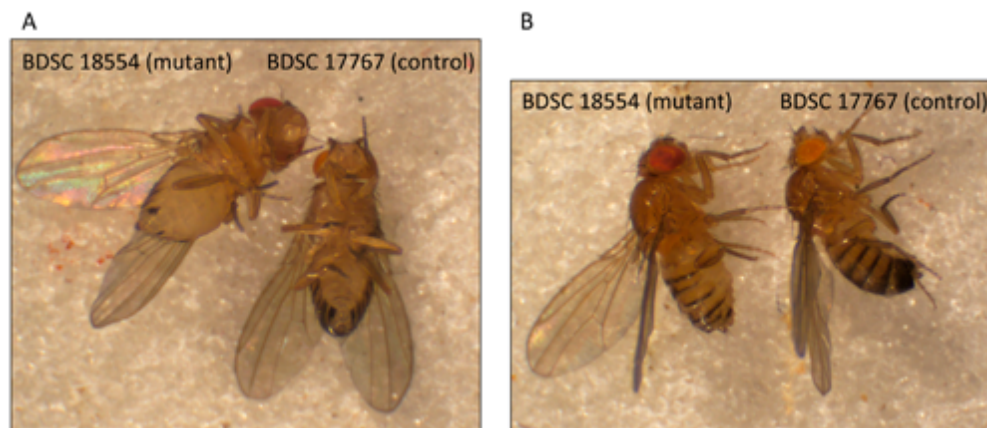 A
B
BDSC 18554 (mutant)
BDSC 17767 (control)
BDSC 18554 (mutant)
BDSC 17767 (control)